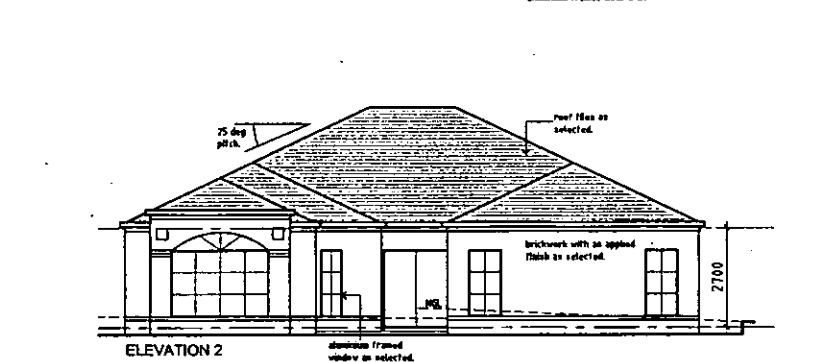 25 deg
pitch.
roof tiles as
selected.
brickwork with an applied
finish as selected.
2700
NGL
ELEVATION 2
aluminium framed
window as selected.